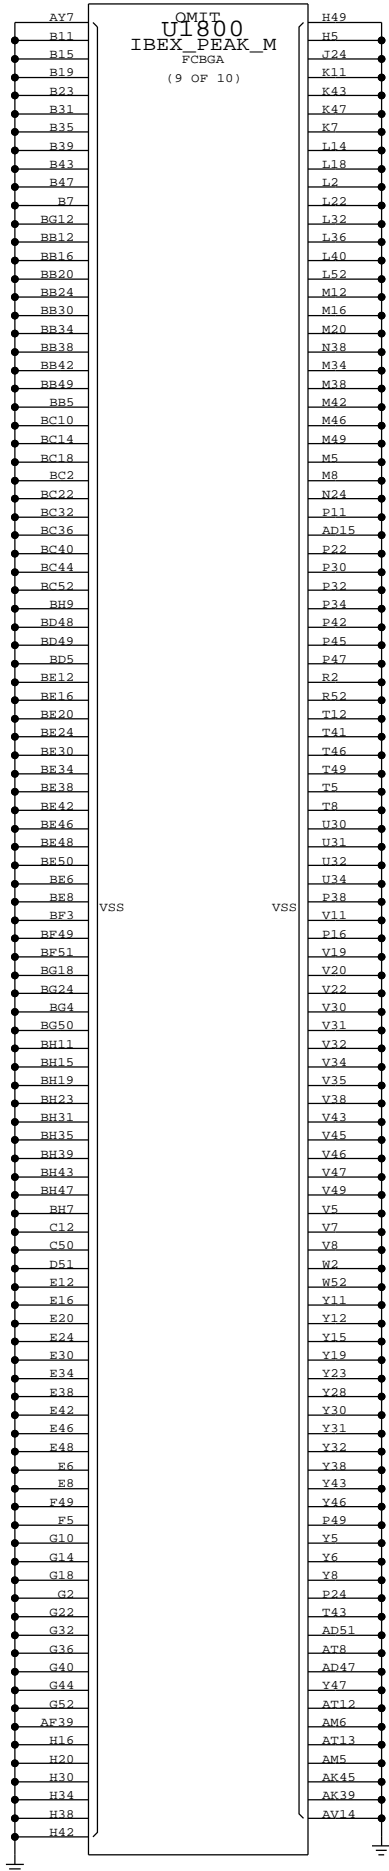 OMIT
U1800
IBEX_PEAK_M
FCBGA
(9 OF 10)
AY7 H49
B11 H5
B15 J24
B19 K11
B23 K43
B31 K47
B35 K7
B39 L14
B43 L18
B47 L2
B7 L22
BG12 L32
BB12 L36
BB16 L40
BB20 L52
BB24 M12
BB30 M16
BB34 M20
BB38 N38
BB42 M34
BB49 M38
BB5 M42
BC10 M46
BC14 M49
BC18 M5
BC2 M8
BC22 N24
BC32 P11
BC36 AD15
BC40 P22
BC44 P30
BC52 P32
BH9 P34
BD48 P42
BD49 P45
BD5 P47
BE12 R2
BE16 R52
BE20 T12
BE24 T41
BE30 T46
BE34 T49
BE38 T5
BE42 T8
BE46 U30
BE48 U31
BE50 U32
BE6 U34
BE8 P38
VSS VSS
BF3 V11
BF49 P16
BF51 V19
BG18 V20
BG24 V22
BG4 V30
BG50 V31
BH11 V32
BH15 V34
BH19 V35
BH23 V38
BH31 V43
BH35 V45
BH39 V46
BH43 V47
BH47 V49
BH7 V5
C12 V7
C50 V8
D51 W2
E12 W52
E16 Y11
E20 Y12
E24 Y15
E30 Y19
E34 Y23
E38 Y28
E42 Y30
E46 Y31
E48 Y32
E6 Y38
E8 Y43
F49 Y46
F5 P49
G10 Y5
G14 Y6
G18 Y8
G2 P24
G22 T43
G32 AD51
G36 AT8
G40 AD47
G44 Y47
G52 AT12
AF39 AM6
H16 AT13
H20 AM5
H30 AK45
H34 AK39
H38 AV14
H42